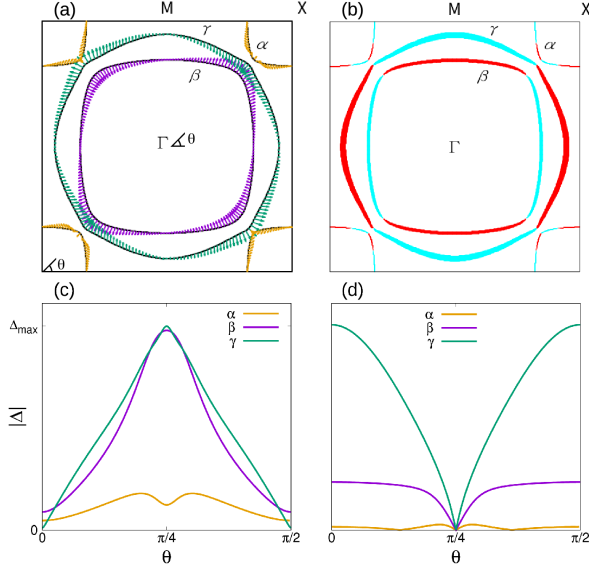 (a) M (b) M X
X
γ α γ α
β β
Γ∡θ Γ
∡θ
(c) (d)
Δmax α α
β β
γ γ
|Δ|
0
0 π/4 π/2 0 π/4 π/2
θ θ